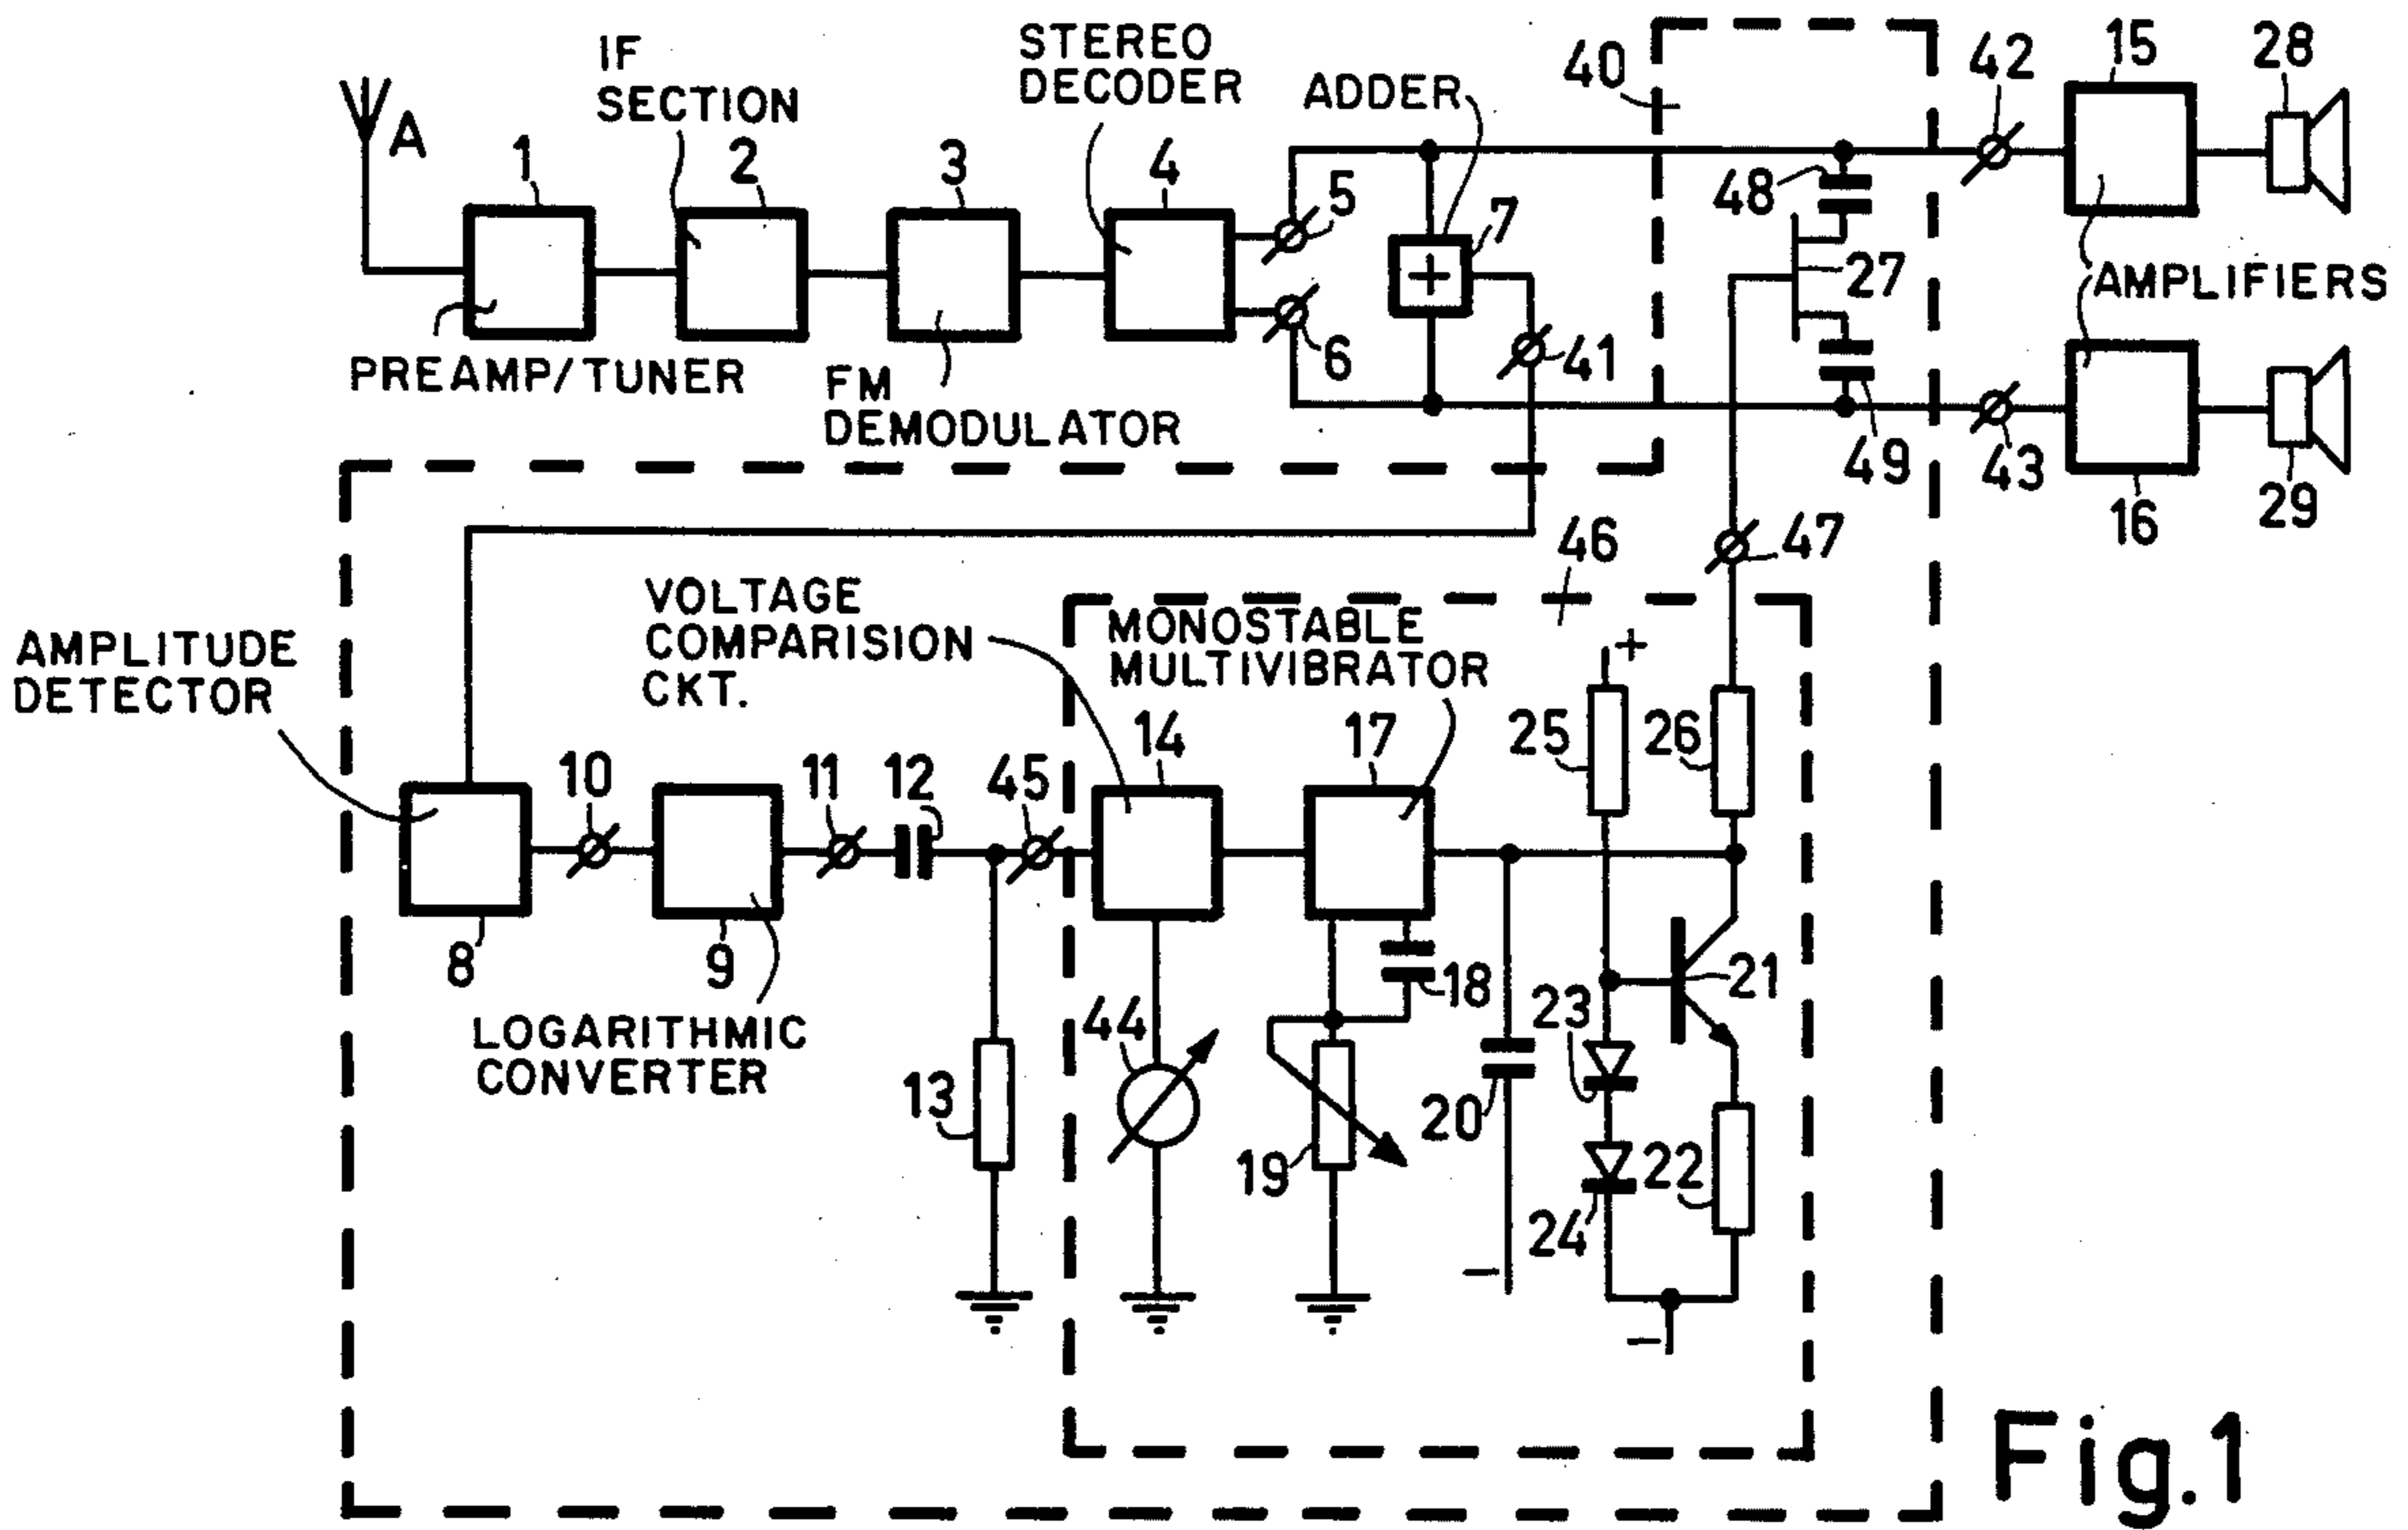 IF
SECTION
STEREO
DECODER
ADDER
40
42
15
28
A
1
2
3
4
5
7
48
27
AMPLIFIERS
6
41
PREAMP/TUNER
FM
DEMODULATOR
49
43
16
29
46
47
VOLTAGE
COMPARISION
CKT.
MONOSTABLE
MULTIVIBRATOR
+
AMPLITUDE
DETECTOR
10
11
12
45
14
17
25
26
8
9
18
21
44
23
LOGARITHMIC
CONVERTER
13
19
20
22
24
Fig.1